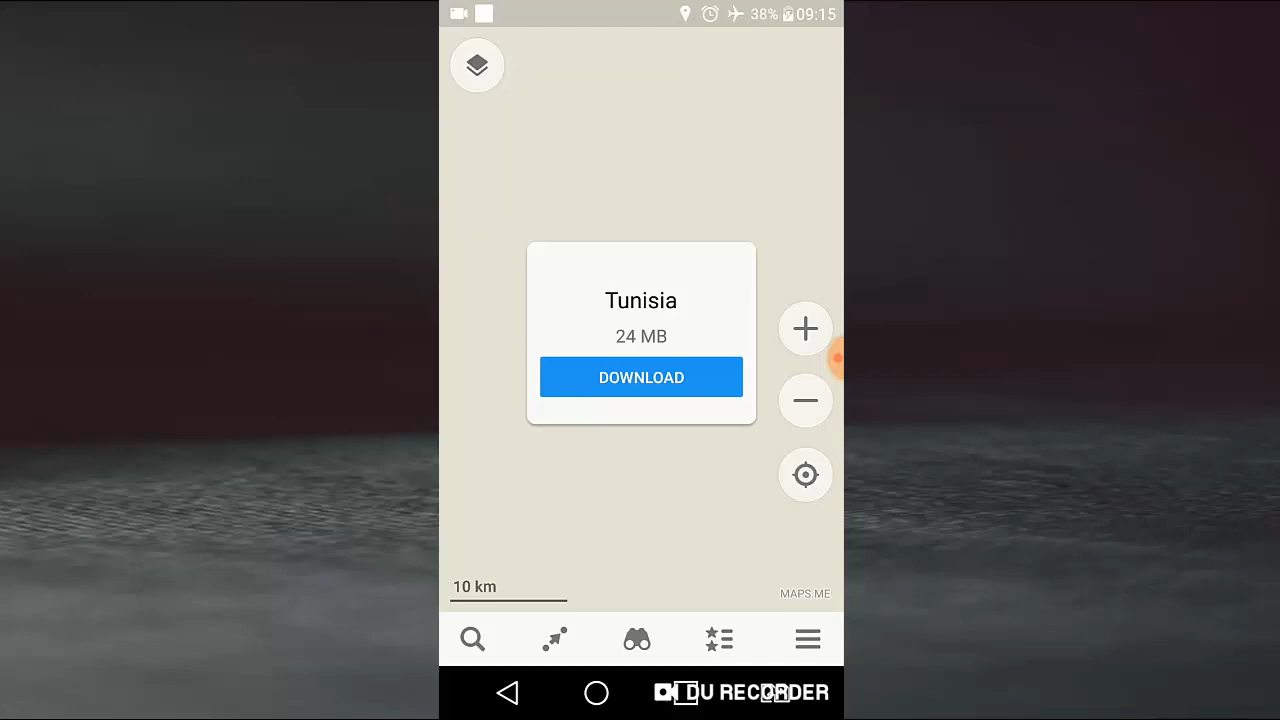 38% 09:15
Tunisia
24 MB
DOWNLOAD
10 km
MAPS.ME
DU RECORDER